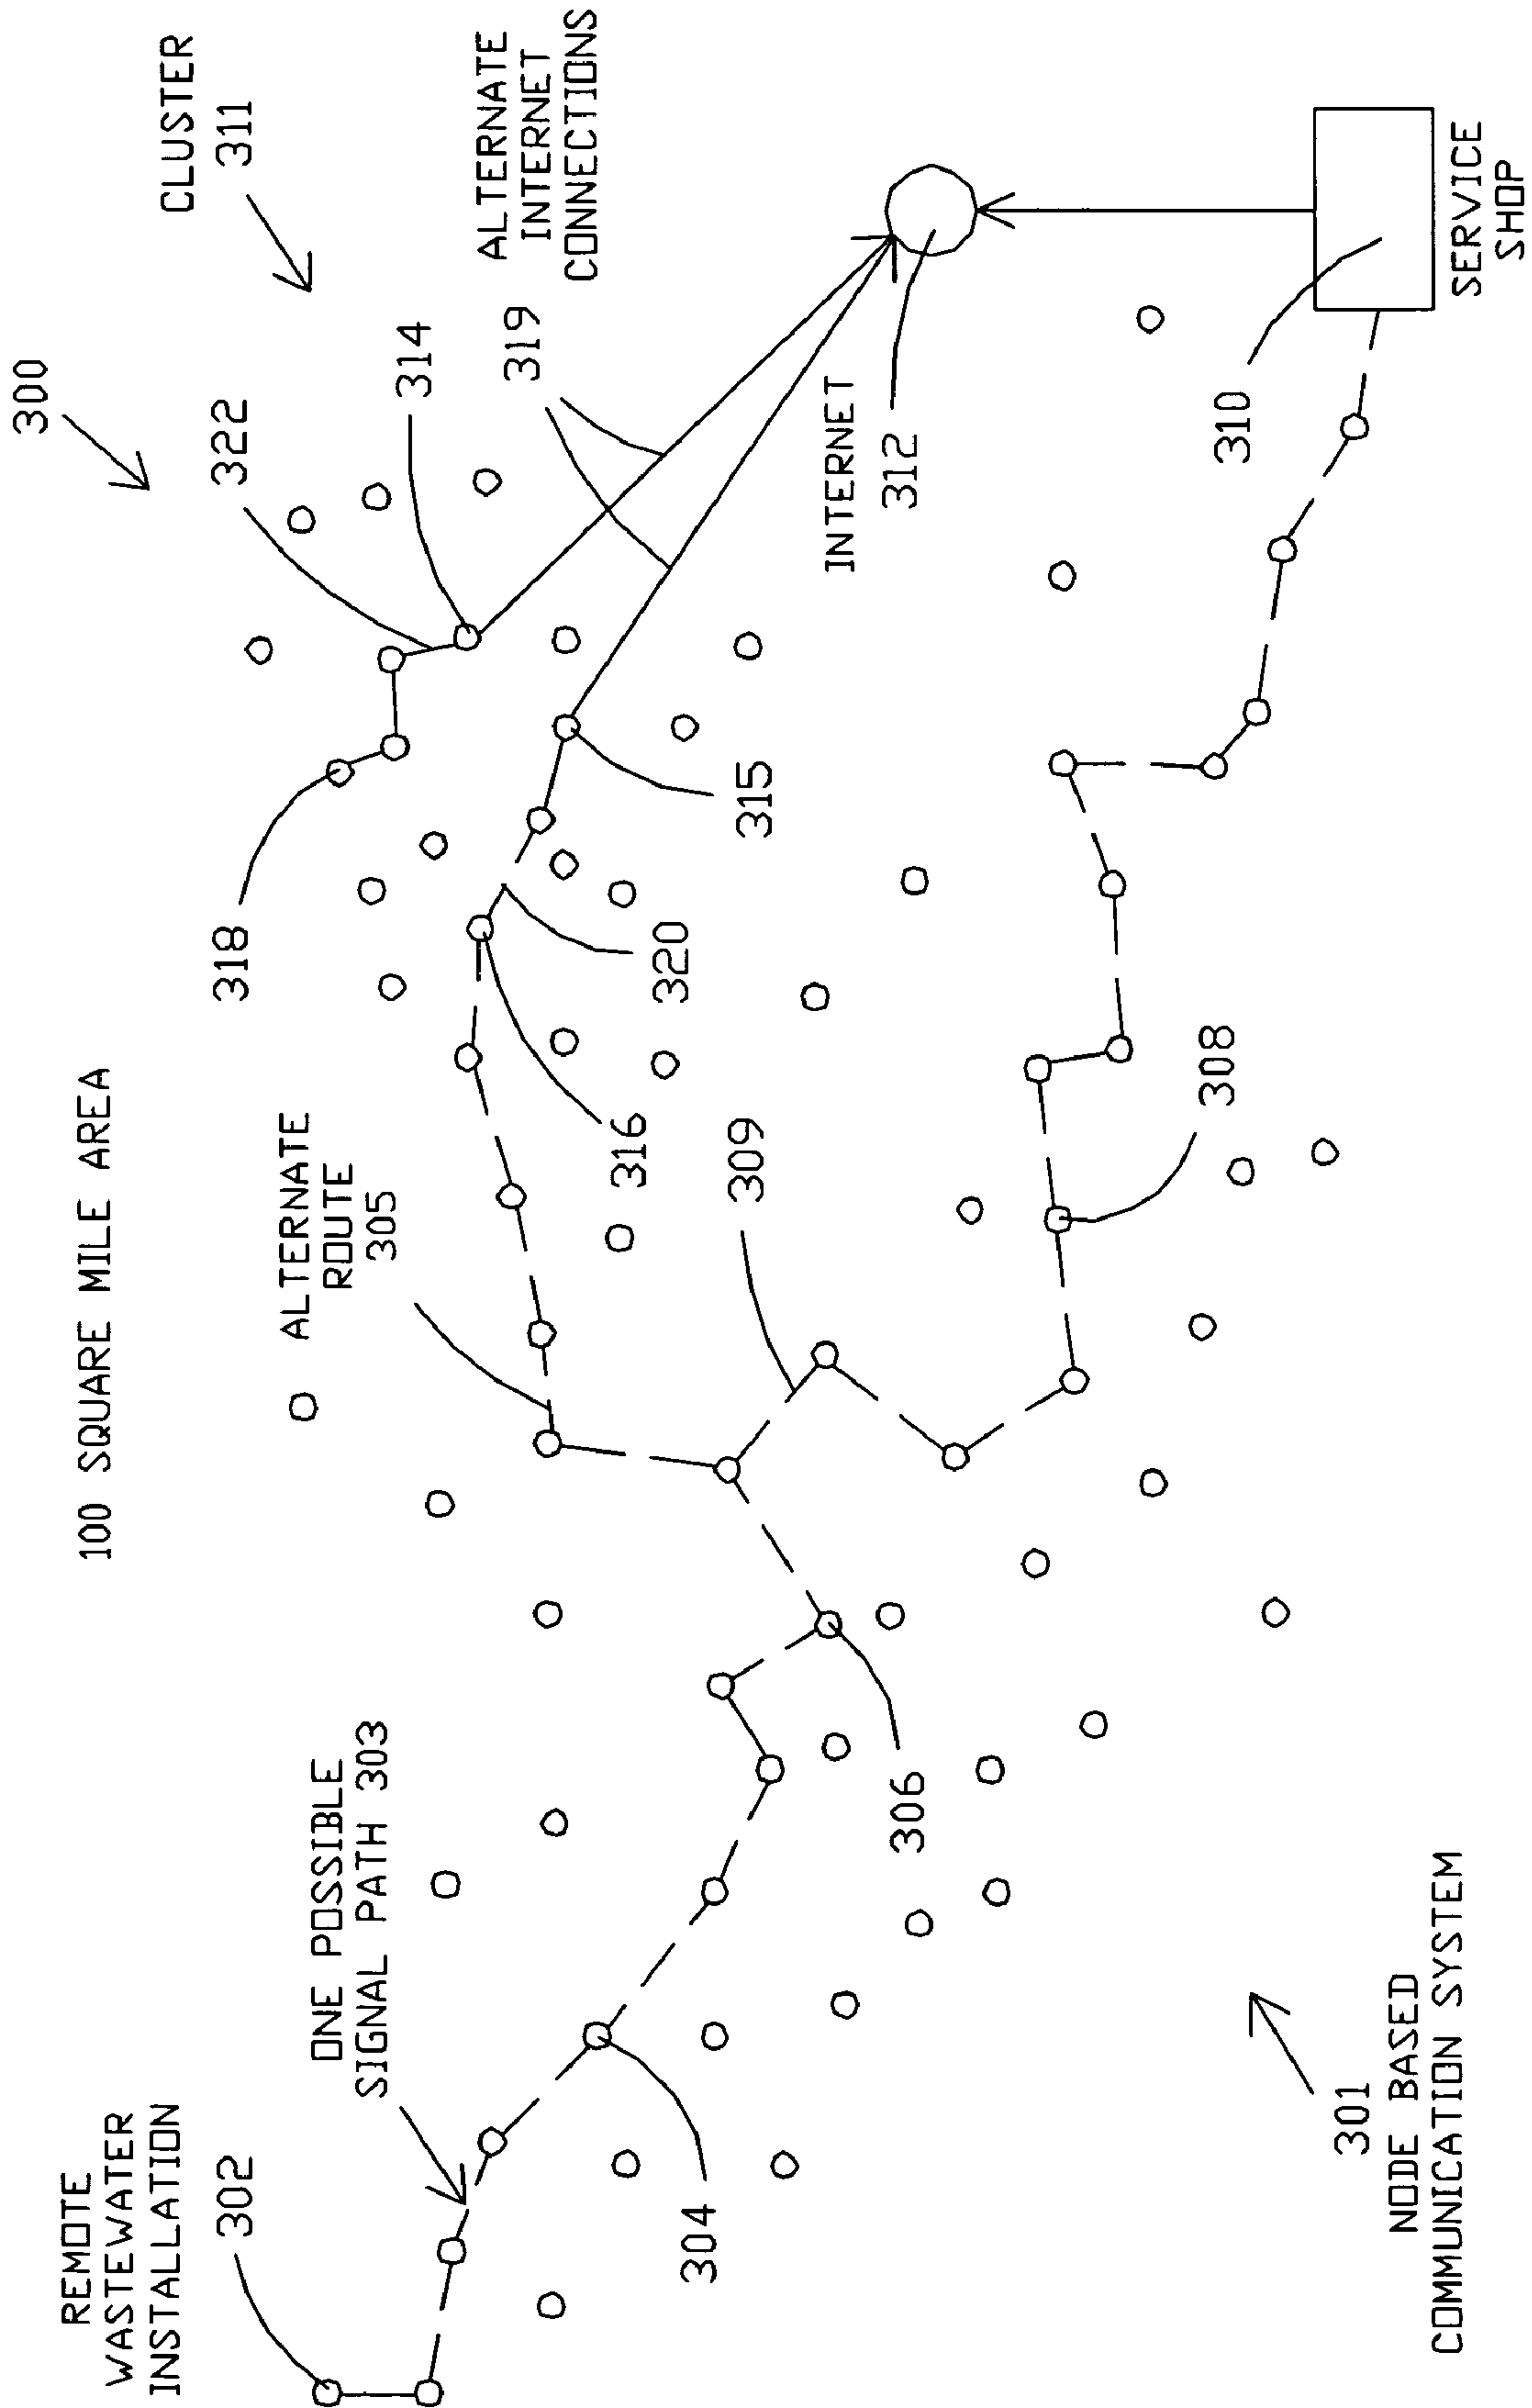 300
CLUSTER
311
322
314
ALTERNATE
INTERNET
CONNECTIONS
319
318
100 SQUARE MILE AREA
ALTERNATE
ROUTE
305
320
315
INTERNET
312
316
309
310
SERVICE
SHOP
308
REMOTE
WASTEWATER
INSTALLATION
302
ONE POSSIBLE
SIGNAL PATH 303
304
306
301
NODE BASED
COMMUNICATION SYSTEM